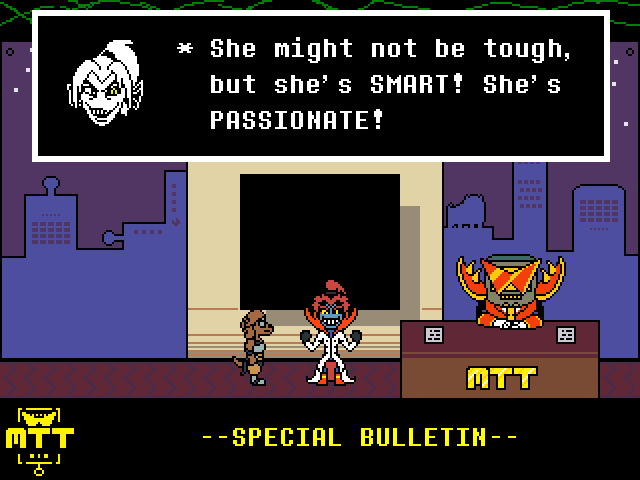 * She might not be tough,
but she's SMART! She's
PASSIONATE!
MTT
MTT
--SPECIAL BULLETIN--